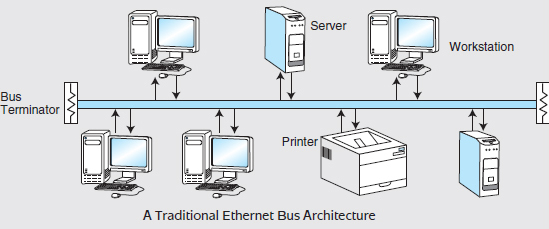 Server
Workstation
Bus
Terminator
Printer
A Traditional Ethernet Bus Architecture